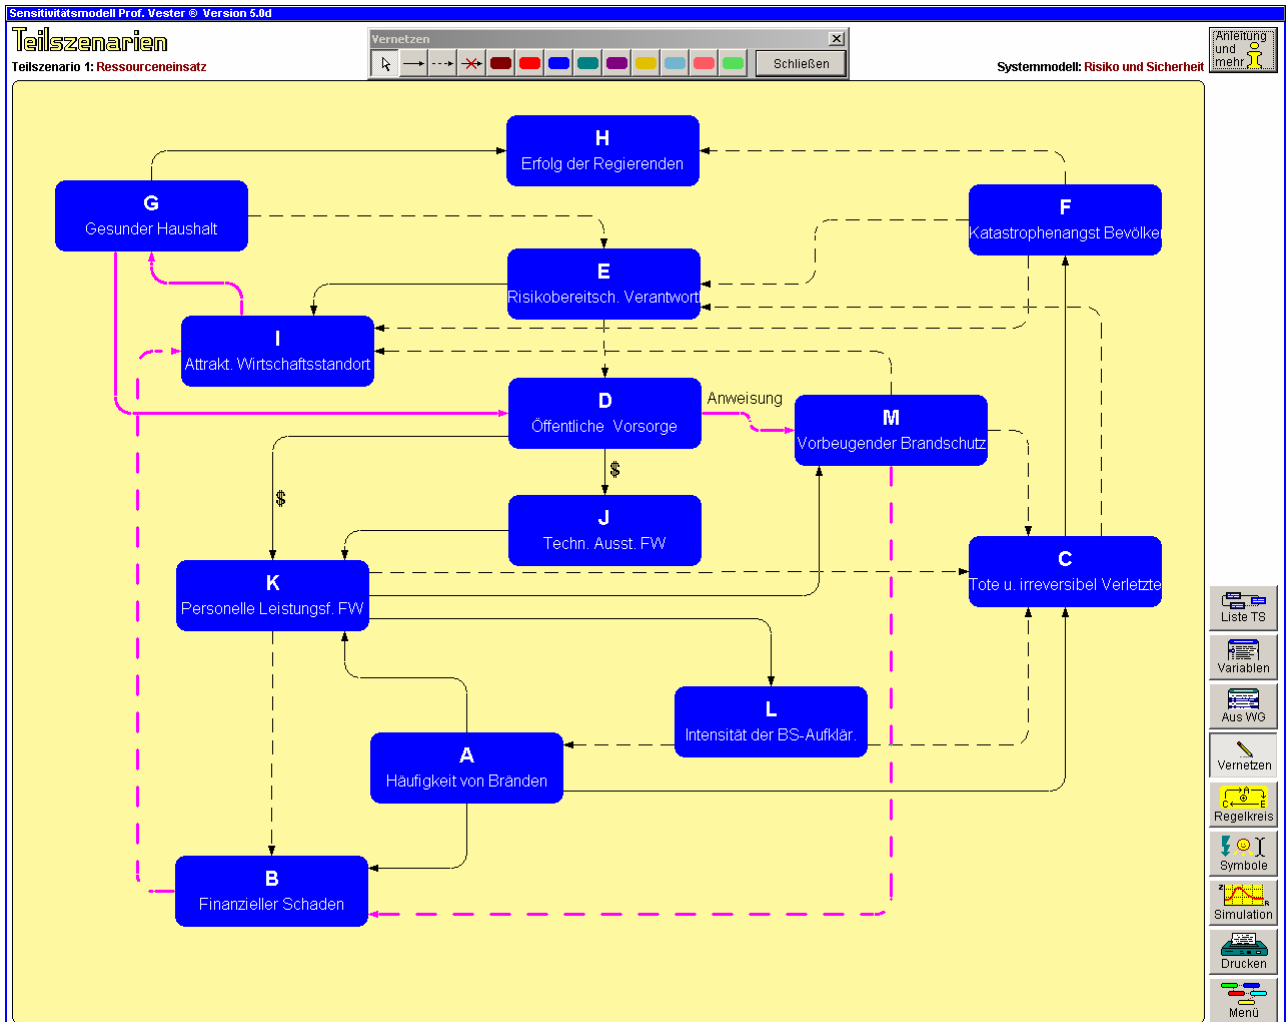 Sensitivitätsmodell Prof. Vester ® Version 5.0d
Teilszenarien
Teilszenario 1: Ressourceneinsatz
Vernetzen
Schließen
Systemmodell: Risiko und Sicherheit
Anleitung
und
mehr
H
Erfolg der Regierenden
G
Gesunder Haushalt
F
Katastrophenangst Bevölker
E
Risikobereitsch. Verantwort
I
Attrakt. Wirtschaftsstandort
D
Öffentliche Vorsorge
Anweisung
M
Vorbeugender Brandschutz
$
$
J
Techn. Ausst. FW
K
Personelle Leistungsf. FW
C
Tote u. irreversibel Verletzte
L
Intensität der BS-Aufklär.
A
Häufigkeit von Bränden
B
Finanzieller Schaden
Liste TS
Variablen
Aus WG
Vernetzen
A
C
E
Regelkreis
Symbole
Z
R
Simulation
Drucken
Menü